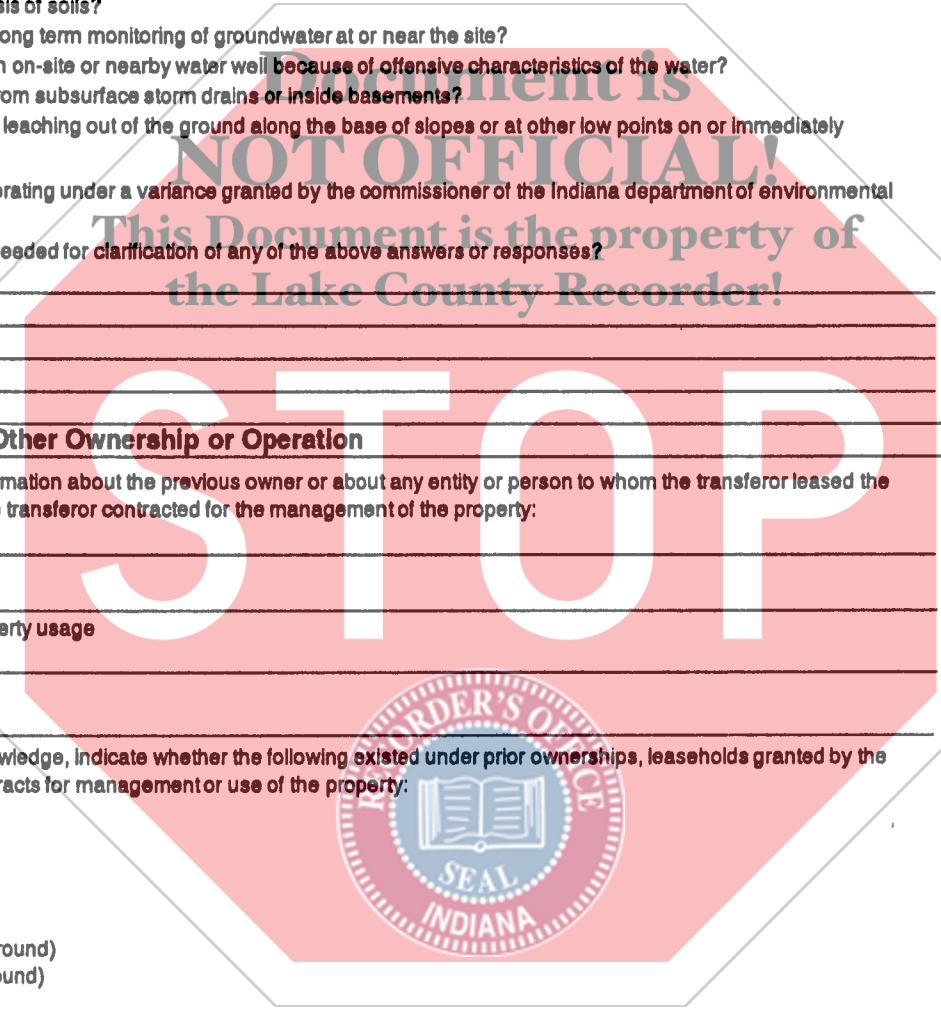 sis of soils?
ong term monitoring of groundwater at or near the site?
n on-site or nearby water well because of offensive characteristics of the water?
Document is
rom subsurface storm drains or inside basements?
leaching out of the ground along the base of slopes or at other low points on or immediately
NOT OFFICIAL!
erating under a variance granted by the commissioner of the Indiana department of environmental
This Document is the property of
eeded for clarification of any of the above answers or responses?
the Lake County Recorder!
STOP
Other Ownership or Operation
mation about the previous owner or about any entity or person to whom the transferor leased the
transferor contracted for the management of the property:
erty usage
RECORDER'S OFFICE
wledge, indicate whether the following existed under prior ownerships, leaseholds granted by the
racts for management or use of the property:
SEAL
INDIANA
round)
ound)